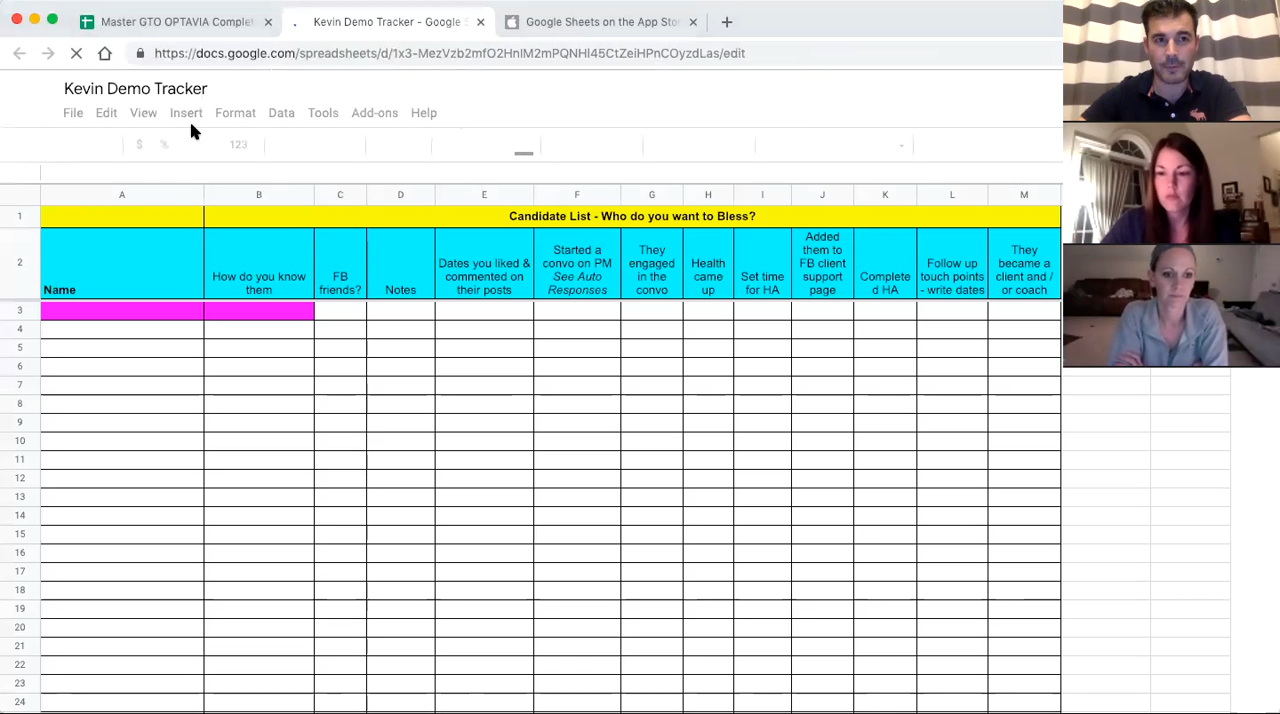 Master GTO OPTAVIA Complet
Kevin Demo Tracker - Google S
Google Sheets on the App Sto
https://docs.google.com/spreadsheets/d/1x3-MezVzb2mTO2HnlM2mPQNHl45CtZeiHPnCOyzdLas/edit
Kevin Demo Tracker
File Edit View Insert Format Data Tools Add-ons Help
$ % 123
A B C D E F G H I J K L M
1 Candidate List - Who do you want to Bless?
2
Name
How do you know
them
FB
friends?
Notes
Dates you liked &
commented on
their posts
Started a
convo on PM
See Auto
Responses
They
engaged
in the
convo
Health
came
up
Set time
for HA
Added
them to
FB client
support
page
Complete
d HA
Follow up
touch points
- write dates
They
became a
client and /
or coach
3
4
5
6
7
8
9
10
11
12
13
14
15
16
17
18
19
20
21
22
23
24